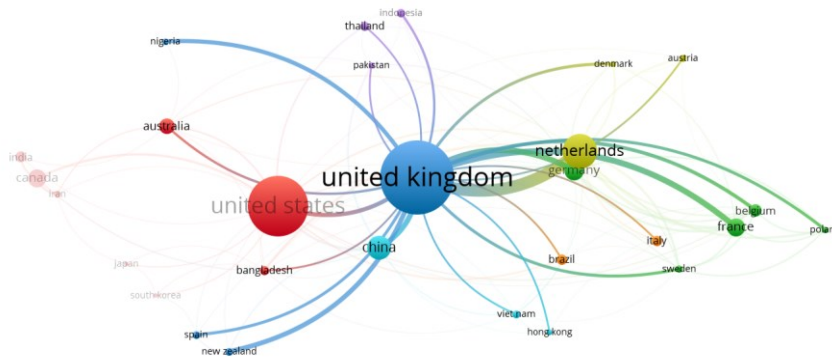 indonesia
thailand
nigeria
pakistan
denmark
austria
australia
netherlands
india
canada
germany
united kingdom
iran
united states
belgium
france
poland
italy
china
brazil
japan
bangladesh
sweden
south korea
viet nam
hong kong
spain
new zealand